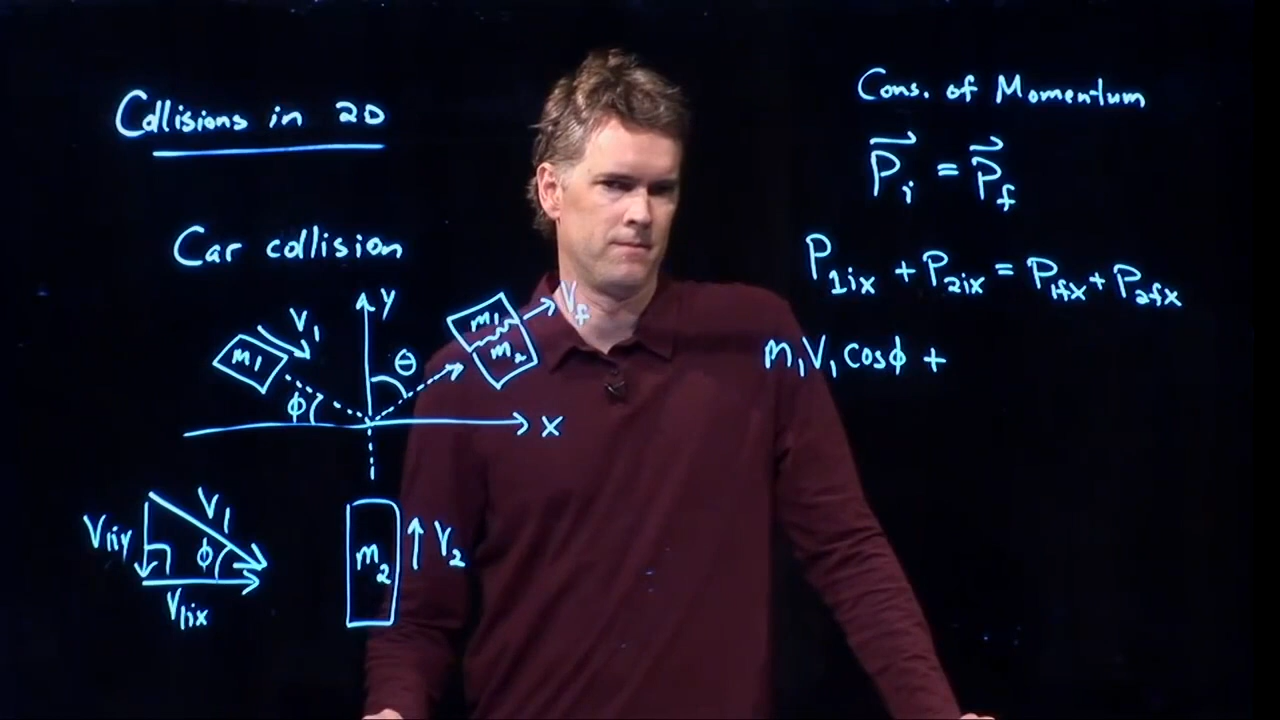 Collisions in 2D
Cons. of Momentum
P⃗i = P⃗f
Car collision
P1ix + P2ix = P1fx + P2fx
m1V1cosϕ +
y
V1
m1
ϕ
θ
m1
m2
Vf
x
V1
V1iy
ϕ
V1ix
m2
V2